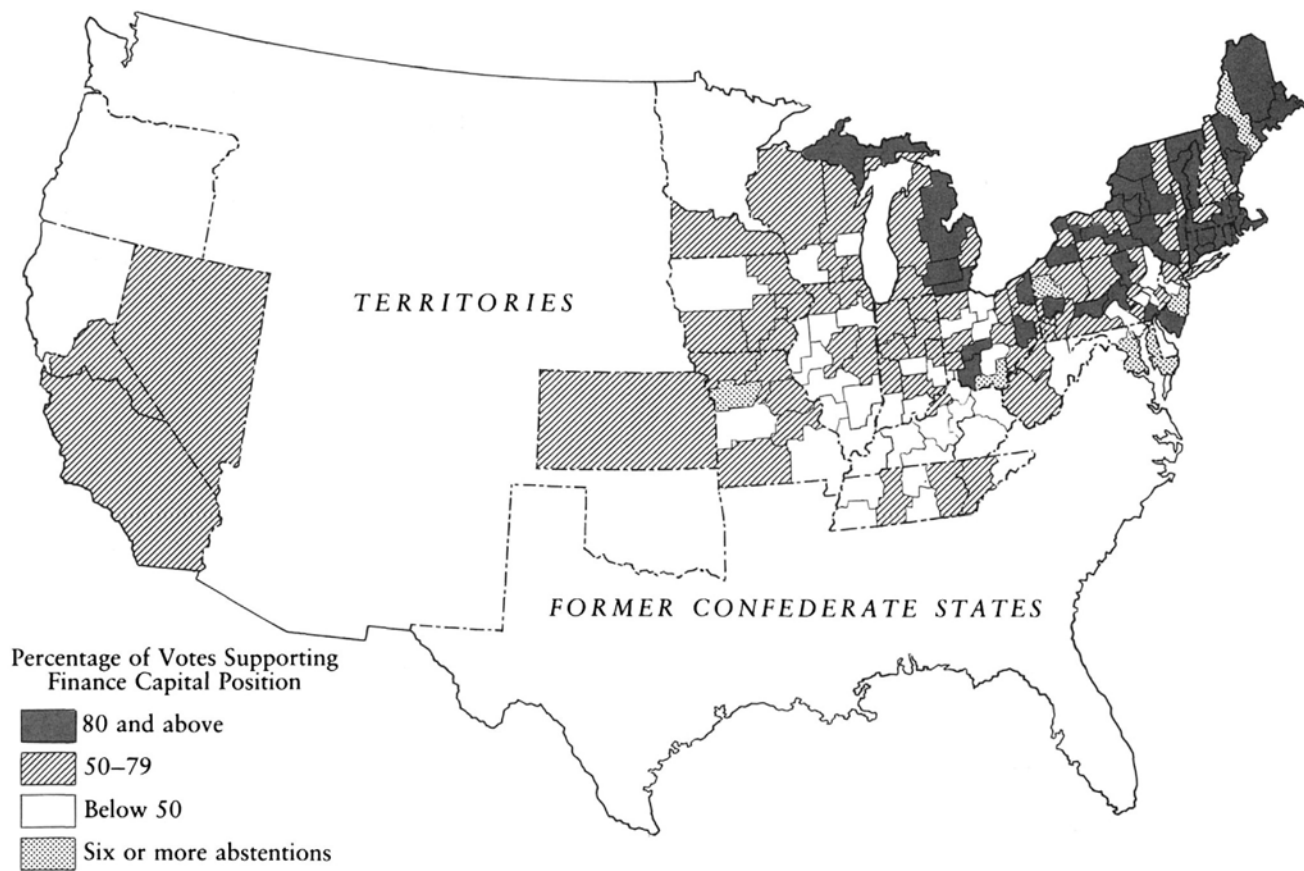 TERRITORIES
FORMER CONFEDERATE STATES
Percentage of Votes Supporting
Finance Capital Position
80 and above
50–79
Below 50
Six or more abstentions